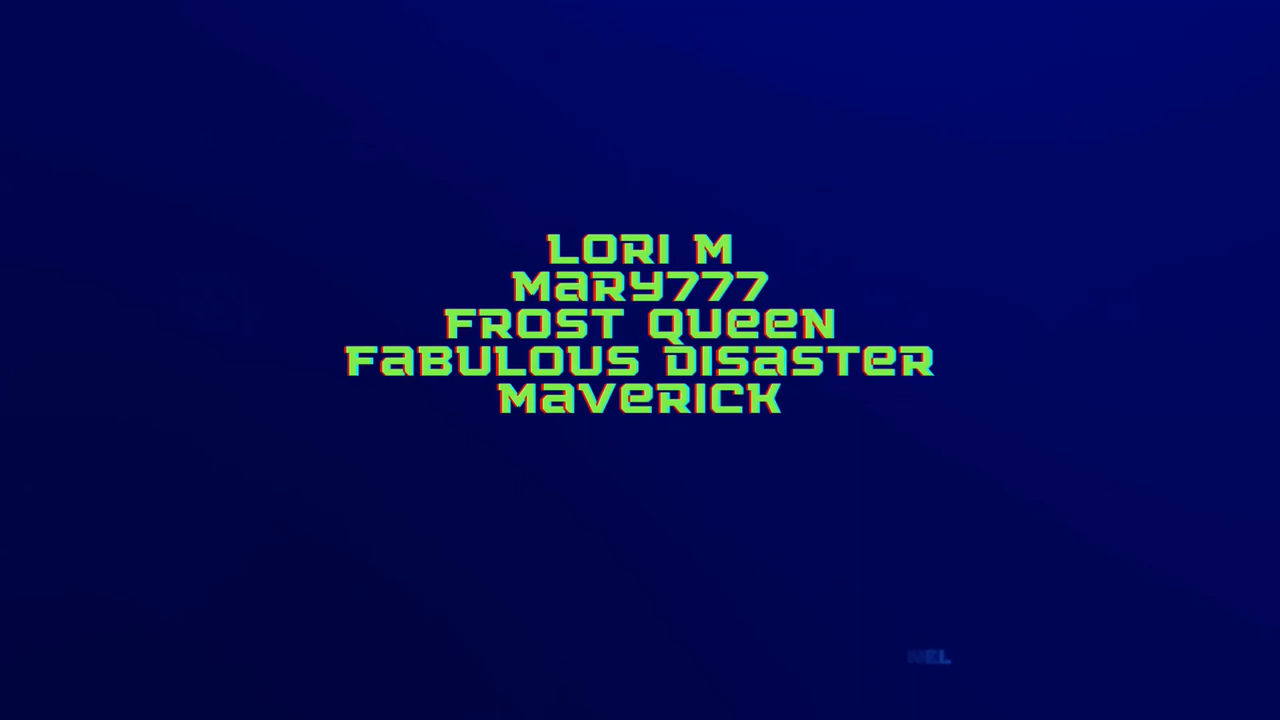 LORI M
MaRY777
FROST QUeeN
FaBULOUS DISaSTeR
MaVeRICK